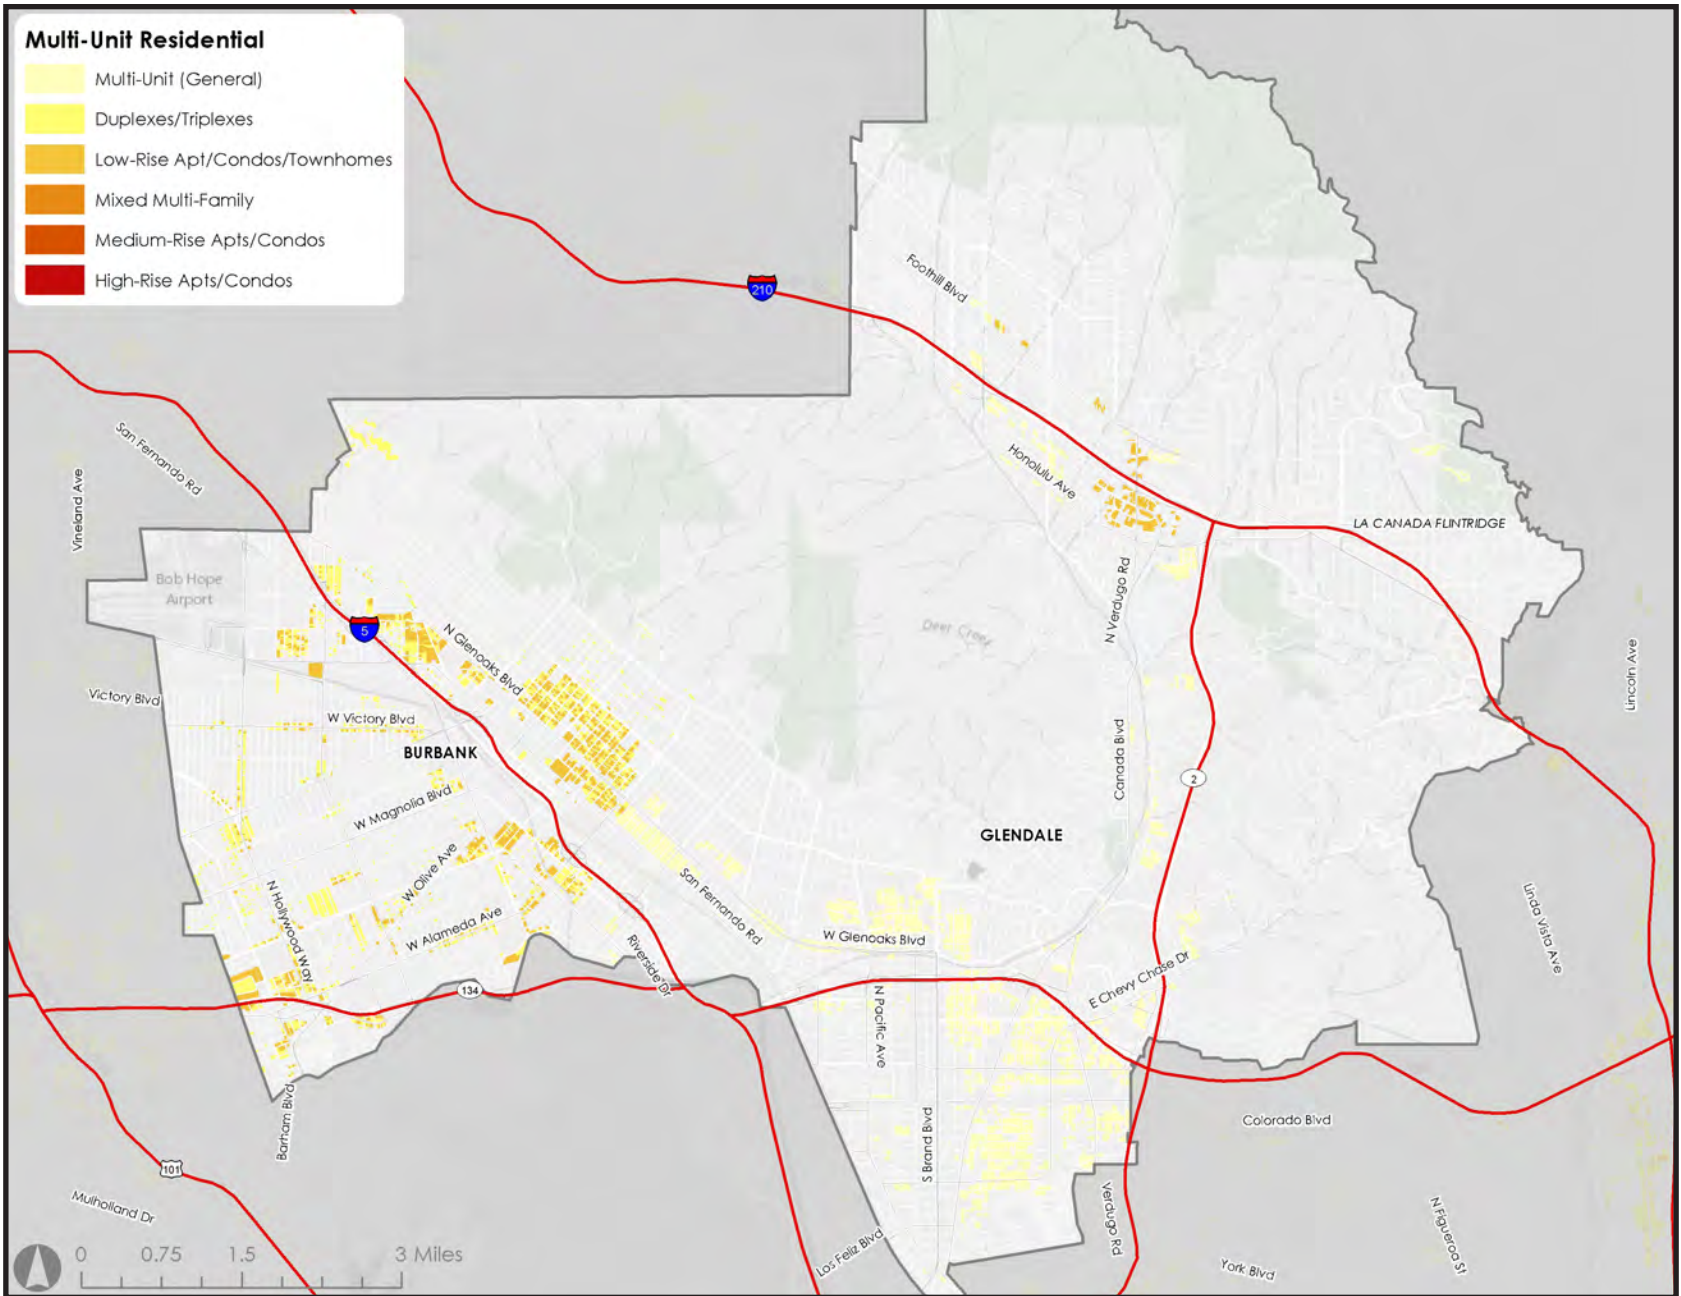 Multi-Unit Residential
Multi-Unit (General)
Duplexes/Triplexes
Low-Rise Apt/Condos/Townhomes
Mixed Multi-Family
Medium-Rise Apts/Condos
High-Rise Apts/Condos
210
Foothill Blvd
San Fernando Rd
Vineland Ave
Honolulu Ave
LA CANADA FLINTRIDGE
Bob Hope
Airport
5
N Glenoaks Blvd
Deer Creek
N Verdugo Rd
Lincoln Ave
Victory Blvd
W Victory Blvd
BURBANK
Canada Blvd
2
W Magnolia Blvd
GLENDALE
W Olive Ave
N Hollywood Way
San Fernando Rd
W Alameda Ave
W Glenoaks Blvd
Linda Vista Ave
Riverside Dr
E Chevy Chase Dr
134
N Pacific Ave
Barham Blvd
S Brand Blvd
Colorado Blvd
101
Mulholland Dr
Verdugo Rd
N Figueroa St
Los Feliz Blvd
York Blvd
0 0.75 1.5 3 Miles